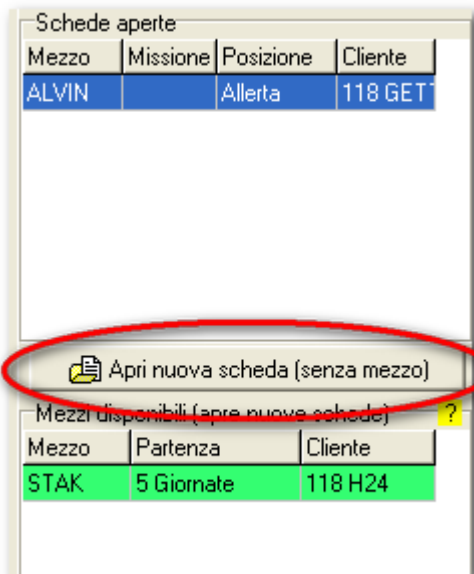 Schede aperte
Mezzo Missione Posizione Cliente
ALVIN Allerta 118 GET
Apri nuova scheda (senza mezzo)
Mezzi disponibili (apre nuove schede) ?
Mezzo Partenza Cliente
STAK 5 Giornate 118 H24